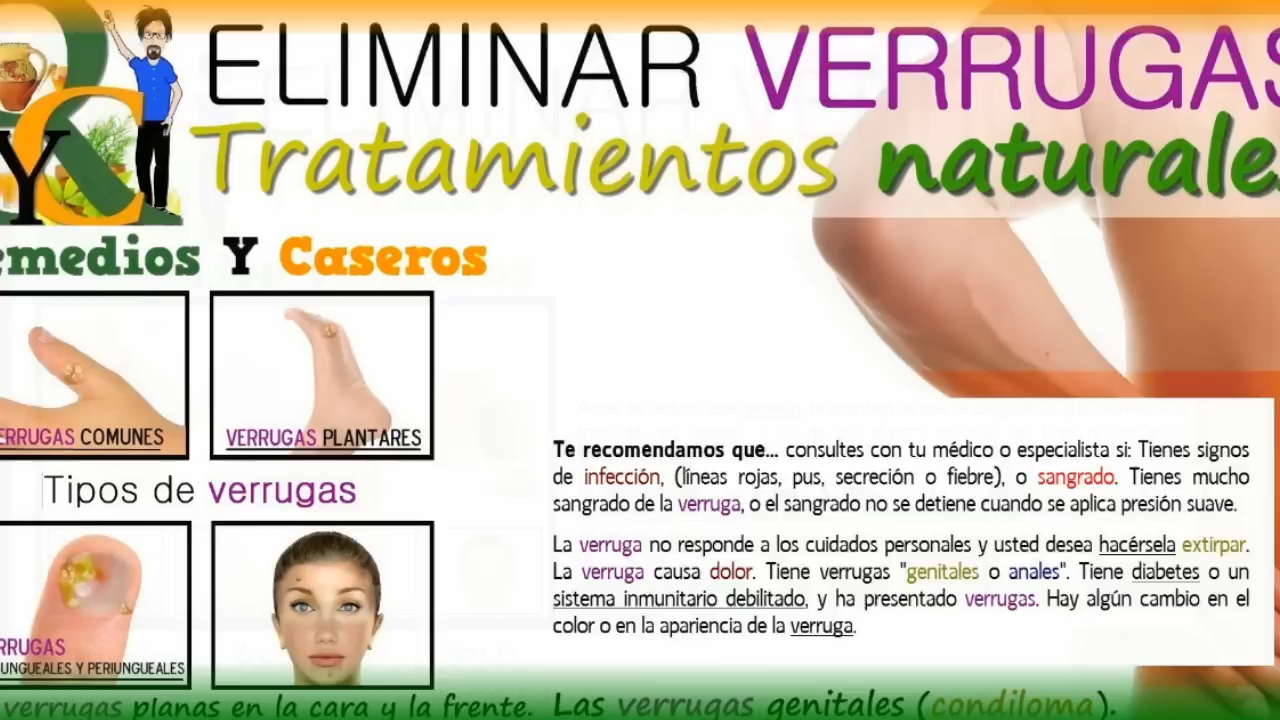 ELIMINAR VERRUGAS
Tratamientos naturale
R
Y
C
emedios Y Caseros
ERRUGAS COMUNES
VERRUGAS PLANTARES
Tipos de verrugas
RRUGAS
UNGUEALES Y PERIUNGUEALES
Te recomendamos que... consultes con tu médico o especialista si: Tienes signos
de infección, (líneas rojas, pus, secreción o fiebre), o sangrado. Tienes mucho
sangrado de la verruga, o el sangrado no se detiene cuando se aplica presión suave.
La verruga no responde a los cuidados personales y usted desea hacérsela extirpar.
La verruga causa dolor. Tiene verrugas "genitales o anales". Tiene diabetes o un
sistema inmunitario debilitado, y ha presentado verrugas. Hay algún cambio en el
color o en la apariencia de la verruga.
verrugas planas en la cara y la frente. Las verrugas genitales (condiloma).